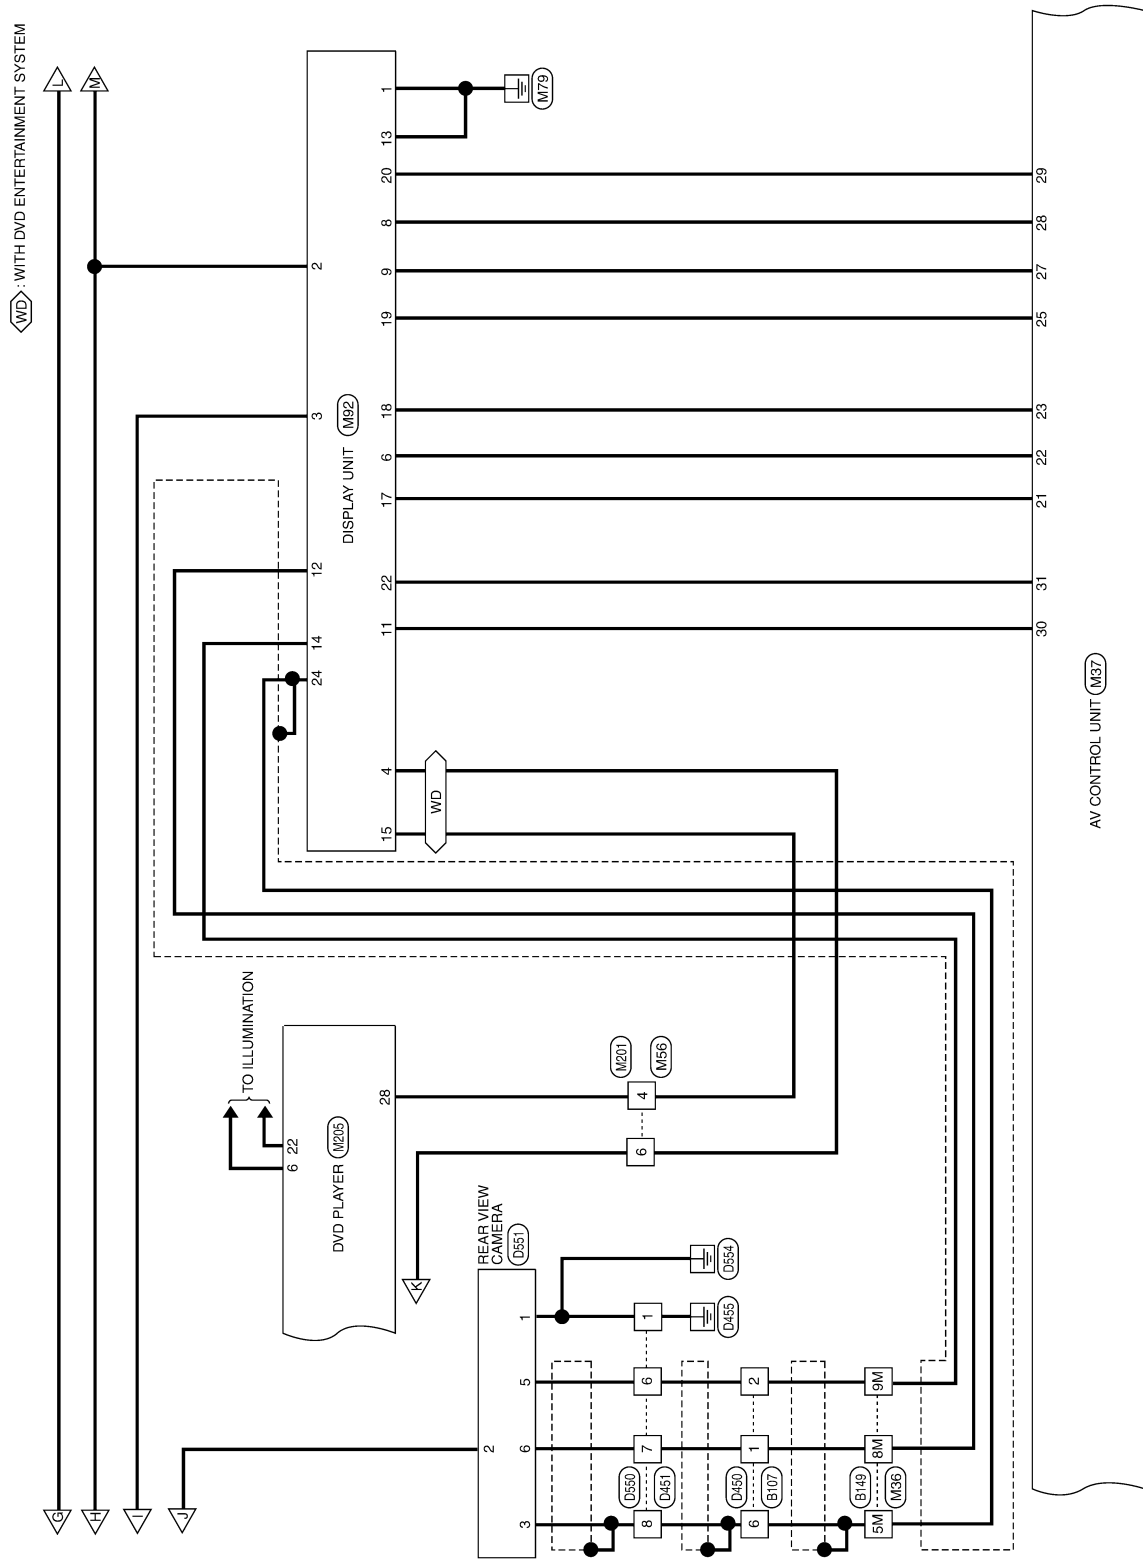 WD : WITH DVD ENTERTAINMENT SYSTEM
L
M
G
H
I
J
K
2
3
12
14
24
DISPLAY UNIT M92
1
13
20
8
9
19
18
6
17
22
11
4
15
M79
WD
29
28
27
25
23
22
21
31
30
AV CONTROL UNIT M37
TO ILLUMINATION
6
22
DVD PLAYER M205
28
M201
M56
4
6
REAR VIEW
CAMERA
D551
2
1
5
6
3
D554
D455
1
6
7
8
D550
D451
2
1
6
D450
B107
9M
8M
5M
B149
M36